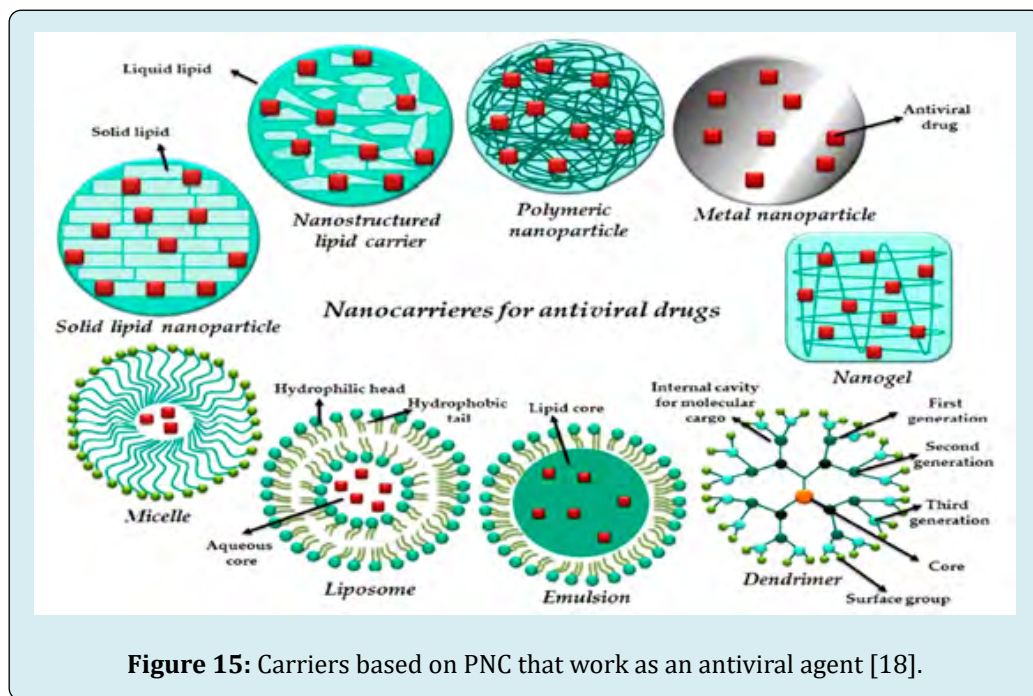 Liquid lipid
Solid lipid
Antiviral
drug
Nanostructured
lipid carrier
Polymeric
nanoparticle
Metal nanoparticle
Solid lipid nanoparticle
Nanocarrieres for antiviral drugs
Nanogel
Hydrophilic head
Hydrophobic
tail
Lipid core
Internal cavity
for molecular
cargo
First
generation
Second
generation
Third
generation
Micelle
Aqueous
core
Liposome
Emulsion
Dendrimer
Core
Surface group
Figure 15: Carriers based on PNC that work as an antiviral agent [18].